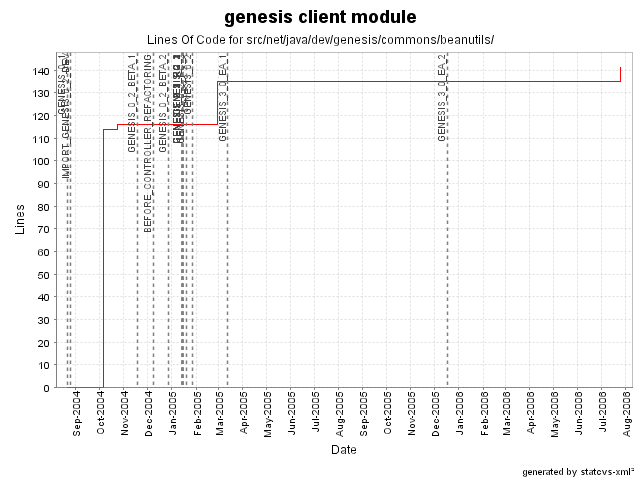 genesis client module
Lines Of Code for src/net/java/dev/genesis/commons/beanutils/
140
130
120
110
100
90
80
70
60
50
40
30
20
10
0
Lines
GENESIS_0_2_BETA_1
BEFORE_CONTROLLER_REFACTORING
GENESIS_0_2_BETA_2
GENESIS_3_0_EA_1
GENESIS_3_0_EA_2
Sep-2004
Oct-2004
Nov-2004
Dec-2004
Jan-2005
Feb-2005
Mar-2005
Apr-2005
May-2005
Jun-2005
Jul-2005
Aug-2005
Sep-2005
Oct-2005
Nov-2005
Dec-2005
Jan-2006
Feb-2006
Mar-2006
Apr-2006
May-2006
Jun-2006
Jul-2006
Aug-2006
Date
generated by statcvs-xml²